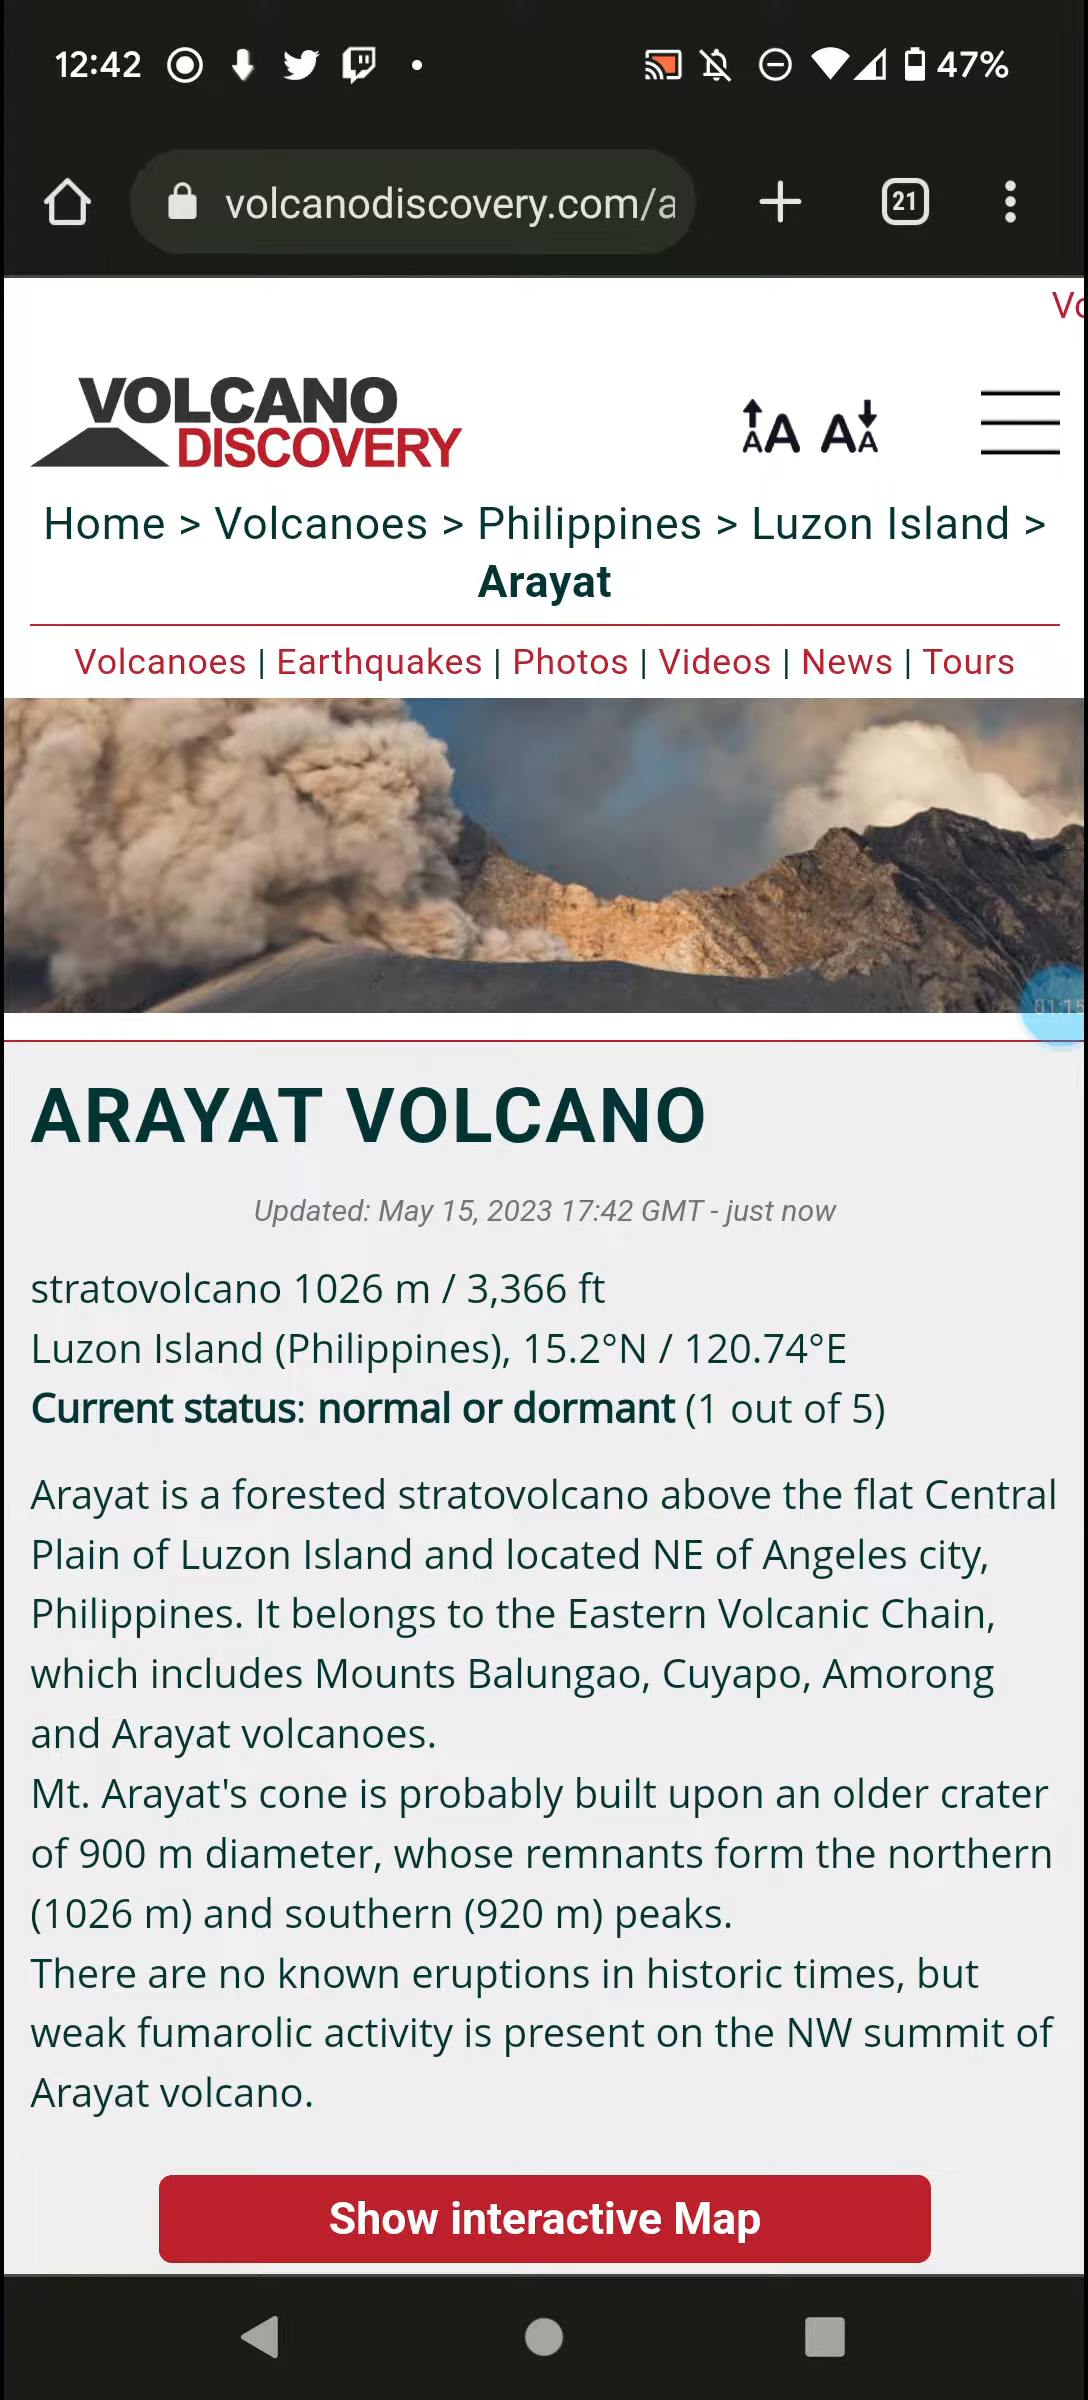 12:42 47%
volcanodiscovery.com/a 21
VOLCANO
DISCOVERY
AA AA
Home > Volcanoes > Philippines > Luzon Island >
Arayat
Volcanoes | Earthquakes | Photos | Videos | News | Tours
01:15
ARAYAT VOLCANO
Updated: May 15, 2023 17:42 GMT - just now
stratovolcano 1026 m / 3,366 ft
Luzon Island (Philippines), 15.2°N / 120.74°E
Current status: normal or dormant (1 out of 5)
Arayat is a forested stratovolcano above the flat Central
Plain of Luzon Island and located NE of Angeles city,
Philippines. It belongs to the Eastern Volcanic Chain,
which includes Mounts Balungao, Cuyapo, Amorong
and Arayat volcanoes.
Mt. Arayat's cone is probably built upon an older crater
of 900 m diameter, whose remnants form the northern
(1026 m) and southern (920 m) peaks.
There are no known eruptions in historic times, but
weak fumarolic activity is present on the NW summit of
Arayat volcano.
Show interactive Map